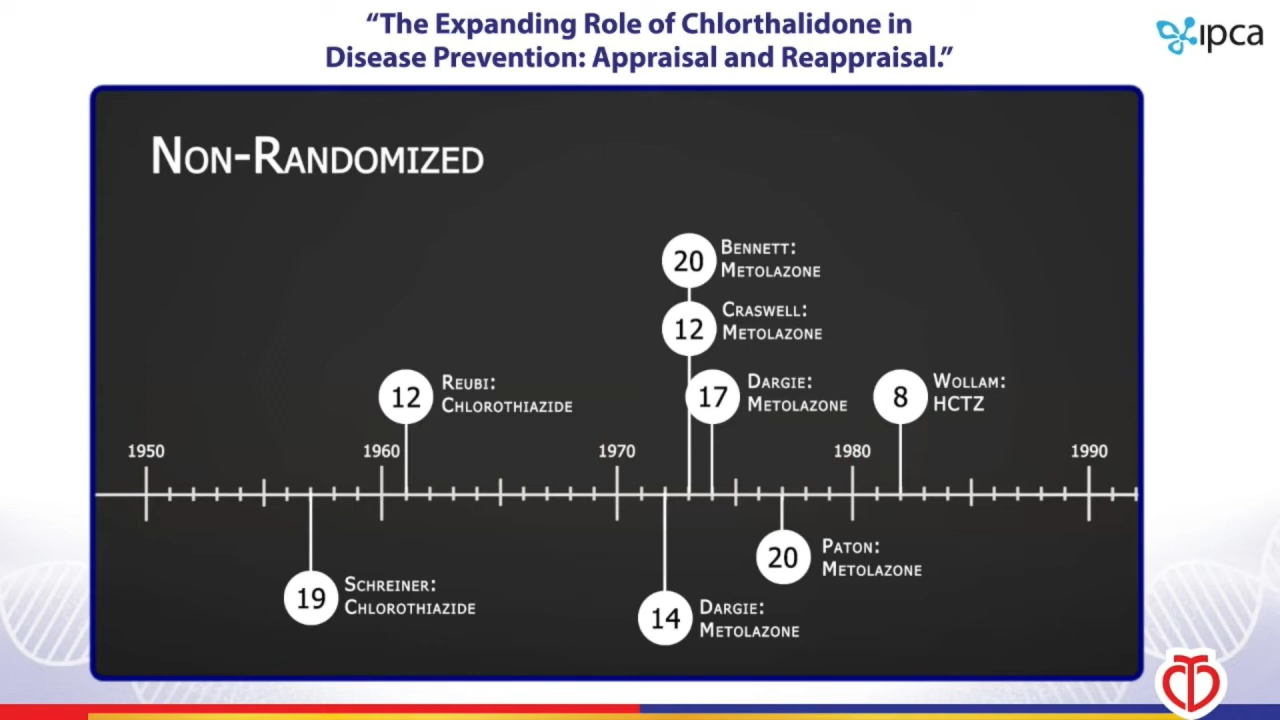 “The Expanding Role of Chlorthalidone in
Disease Prevention: Appraisal and Reappraisal.”
ipca
Non-Randomized
20
Bennett:
Metolazone
12
Craswell:
Metolazone
12
Reubi:
Chlorothiazide
17
Dargie:
Metolazone
8
Wollam:
HCTZ
1950
1960
1970
1980
1990
19
Schreiner:
Chlorothiazide
14
Dargie:
Metolazone
20
Paton:
Metolazone